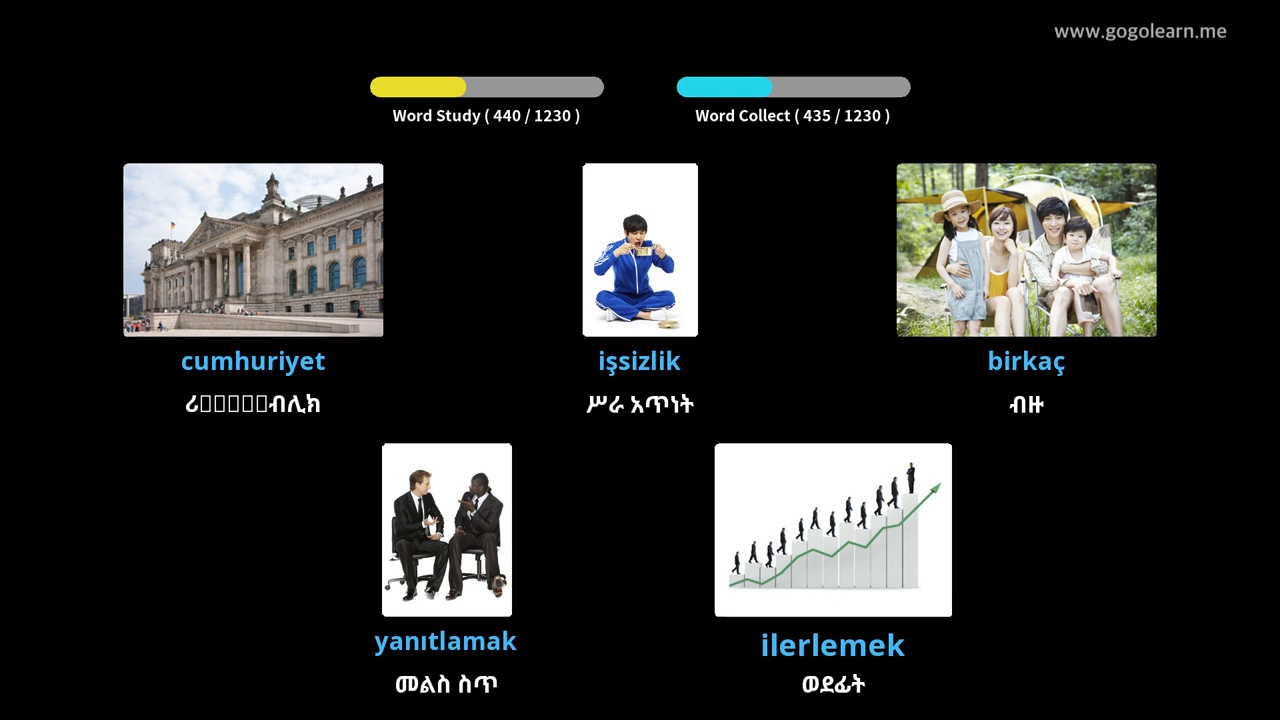 www.gogolearn.me
Word Study ( 440 / 1230 )
Word Collect ( 435 / 1230 )
cumhuriyet
işsizlik
birkaç
ሥራ አጥነት
ብዙ
yanıtlamak
ilerlemek
መልስ ስጥ
ወደፊት